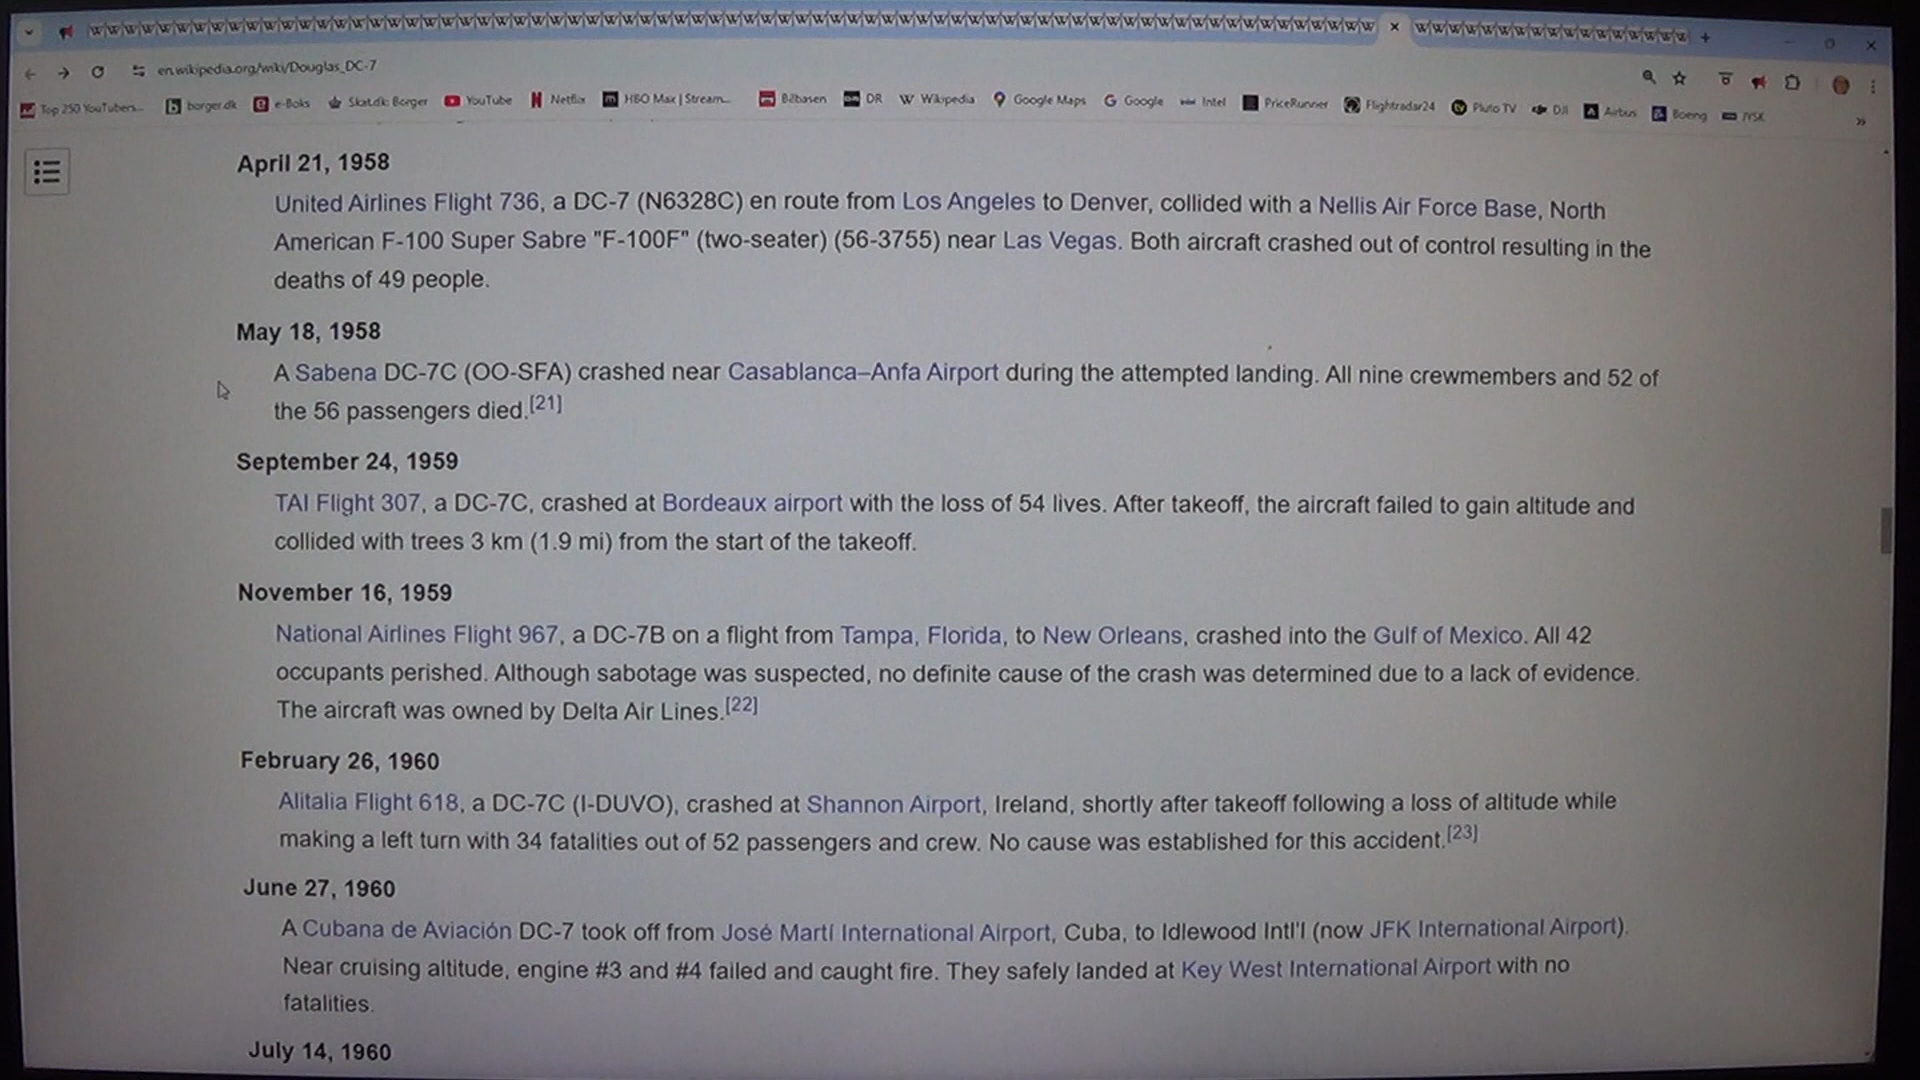 en.wikipedia.org/wiki/Douglas_DC-7
Top 250 YouTubers... borger.dk e-Boks Skat.dk: Borger YouTube Netflix HBO Max | Stream... Bilbasen DR Wikipedia Google Maps Google Intel PriceRunner Flightradar24 Pluto TV DJI Airbus Boeing JYSK
April 21, 1958
United Airlines Flight 736, a DC-7 (N6328C) en route from Los Angeles to Denver, collided with a Nellis Air Force Base, North
American F-100 Super Sabre "F-100F" (two-seater) (56-3755) near Las Vegas. Both aircraft crashed out of control resulting in the
deaths of 49 people.
May 18, 1958
A Sabena DC-7C (OO-SFA) crashed near Casablanca–Anfa Airport during the attempted landing. All nine crewmembers and 52 of
the 56 passengers died.[21]
September 24, 1959
TAI Flight 307, a DC-7C, crashed at Bordeaux airport with the loss of 54 lives. After takeoff, the aircraft failed to gain altitude and
collided with trees 3 km (1.9 mi) from the start of the takeoff.
November 16, 1959
National Airlines Flight 967, a DC-7B on a flight from Tampa, Florida, to New Orleans, crashed into the Gulf of Mexico. All 42
occupants perished. Although sabotage was suspected, no definite cause of the crash was determined due to a lack of evidence.
The aircraft was owned by Delta Air Lines.[22]
February 26, 1960
Alitalia Flight 618, a DC-7C (I-DUVO), crashed at Shannon Airport, Ireland, shortly after takeoff following a loss of altitude while
making a left turn with 34 fatalities out of 52 passengers and crew. No cause was established for this accident.[23]
June 27, 1960
A Cubana de Aviación DC-7 took off from José Martí International Airport, Cuba, to Idlewood Intl'l (now JFK International Airport).
Near cruising altitude, engine #3 and #4 failed and caught fire. They safely landed at Key West International Airport with no
fatalities.
July 14, 1960